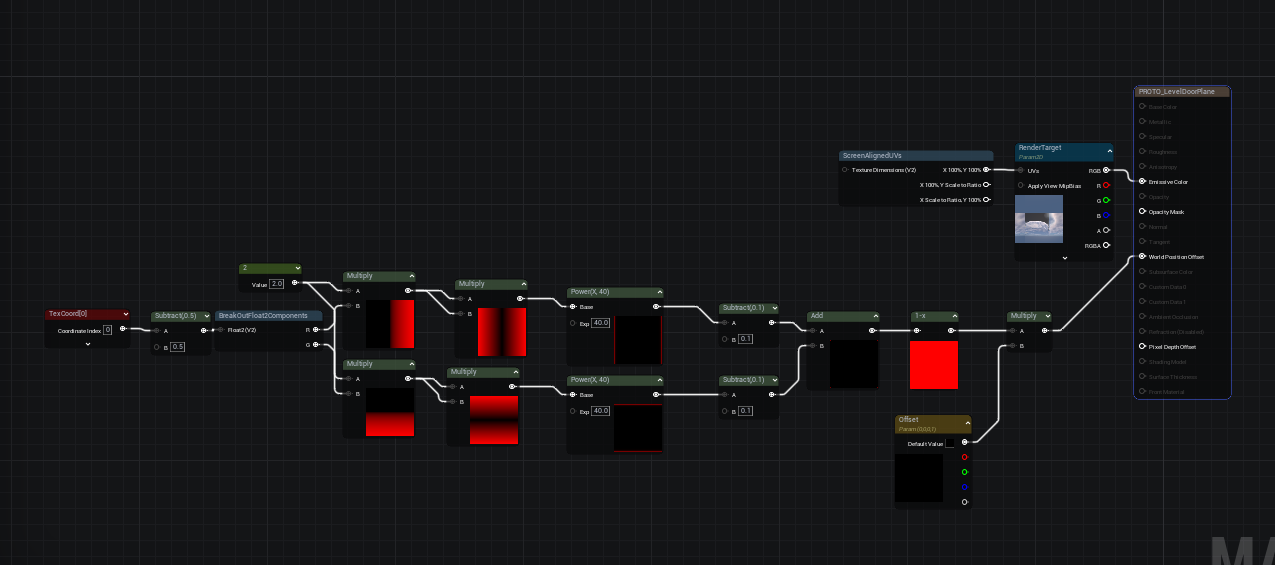 PROTO_LevelDoorPlane
Base Color
Metallic
Specular
Roughness
Anisotropy
Emissive Color
Opacity
Opacity Mask
Normal
Tangent
World Position Offset
Subsurface Color
Custom Data 0
Custom Data 1
Ambient Occlusion
Refraction (Disabled)
Pixel Depth Offset
Shading Model
Surface Thickness
Front Material
RenderTarget
Param2D
UVs
RGB
Apply View MipBias
R
G
B
A
RGBA
ScreenAlignedUVs
Texture Dimensions (V2)
X 100%, Y 100%
X 100%, Y Scale to Ratio
X Scale to Ratio, Y 100%
2
Value 2.0
TexCoord[0]
Coordinate Index 0
Subtract(,0.5)
A
B 0.5
BreakOutFloat2Components
Float2 (V2)
R
G
Multiply
A
B
Multiply
A
B
Power(X, 40)
Base
Exp 40.0
Subtract(,0.1)
A
B 0.1
Multiply
A
B
Multiply
A
B
Power(X, 40)
Base
Exp 40.0
Subtract(,0.1)
A
B 0.1
Add
A
B
1-x
Multiply
A
B
Offset
Param (0,0,0,1)
Default Value
MA